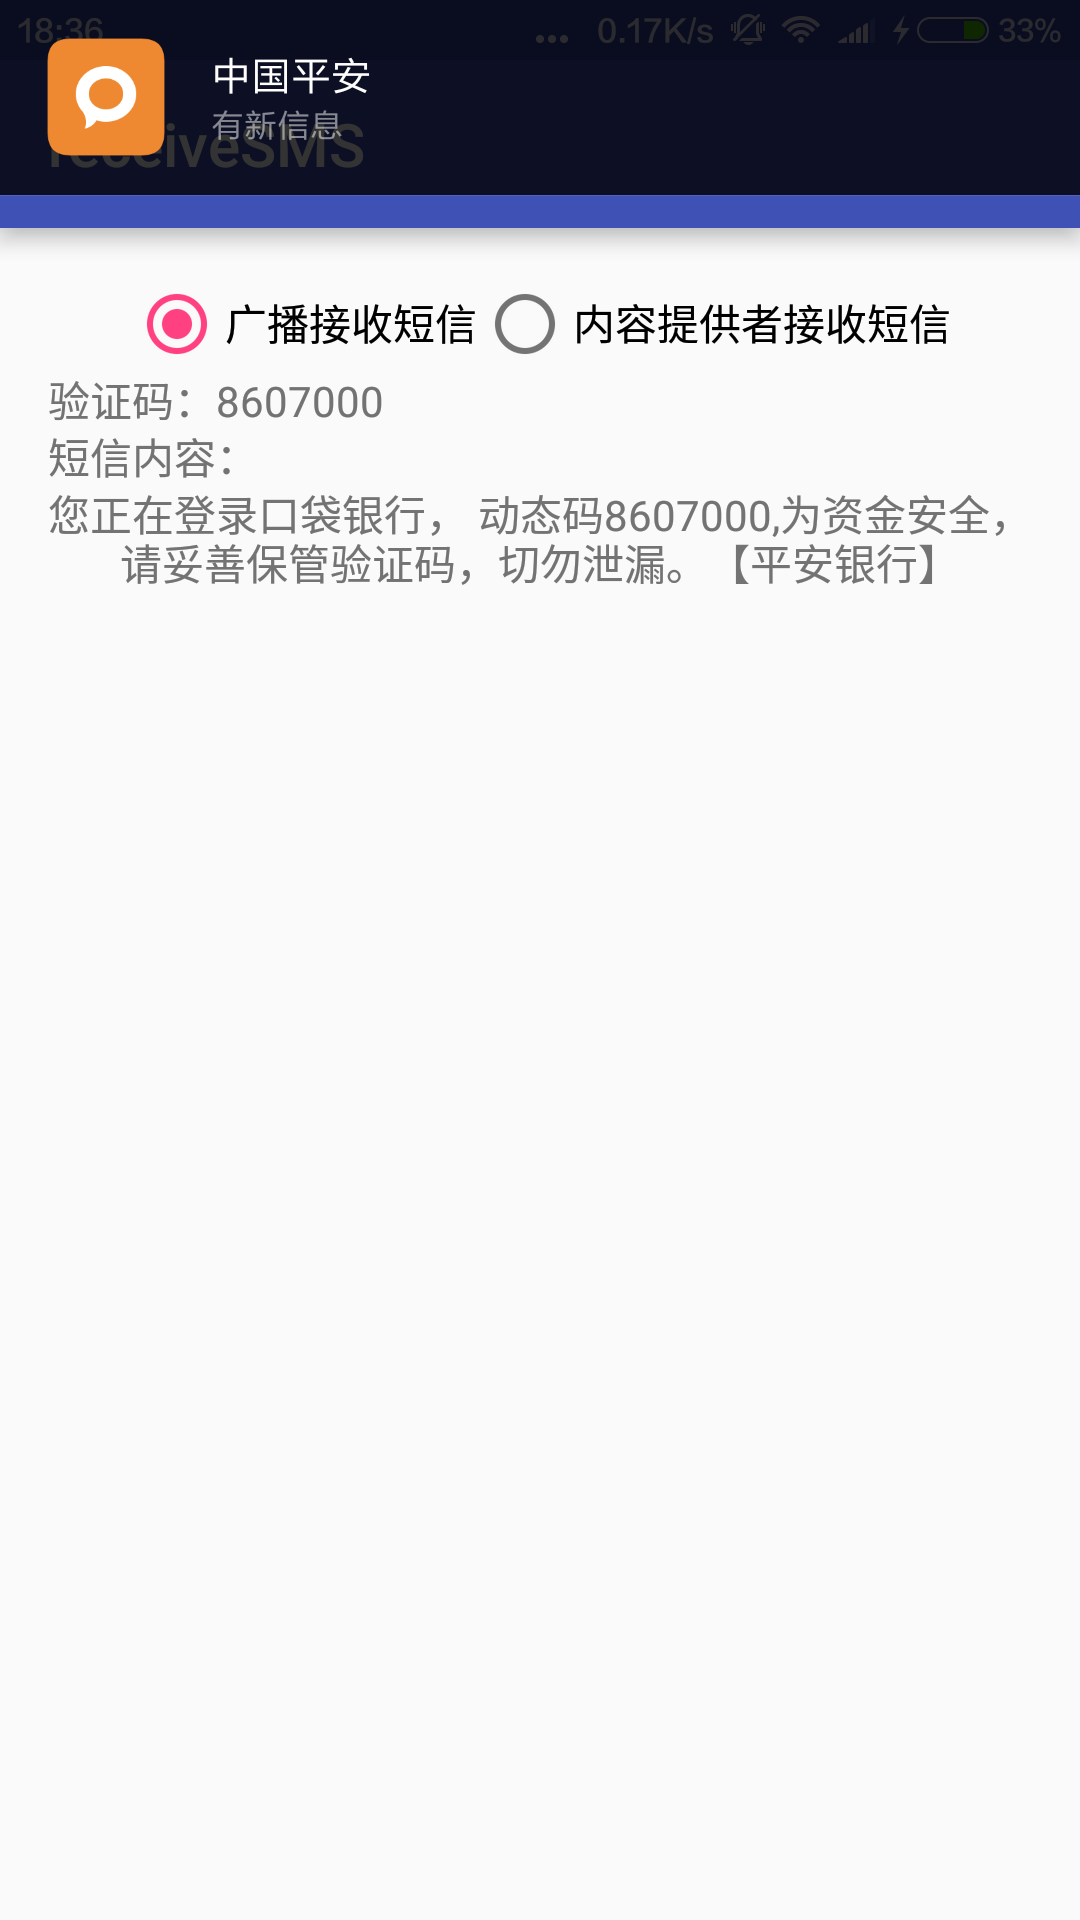 18:36
0.17K/s
33%
中国平安
有新信息
receiveSMS
广播接收短信
内容提供者接收短信
验证码：8607000
短信内容：
您正在登录口袋银行， 动态码8607000,为资金安全，
请妥善保管验证码，切勿泄漏。【平安银行】